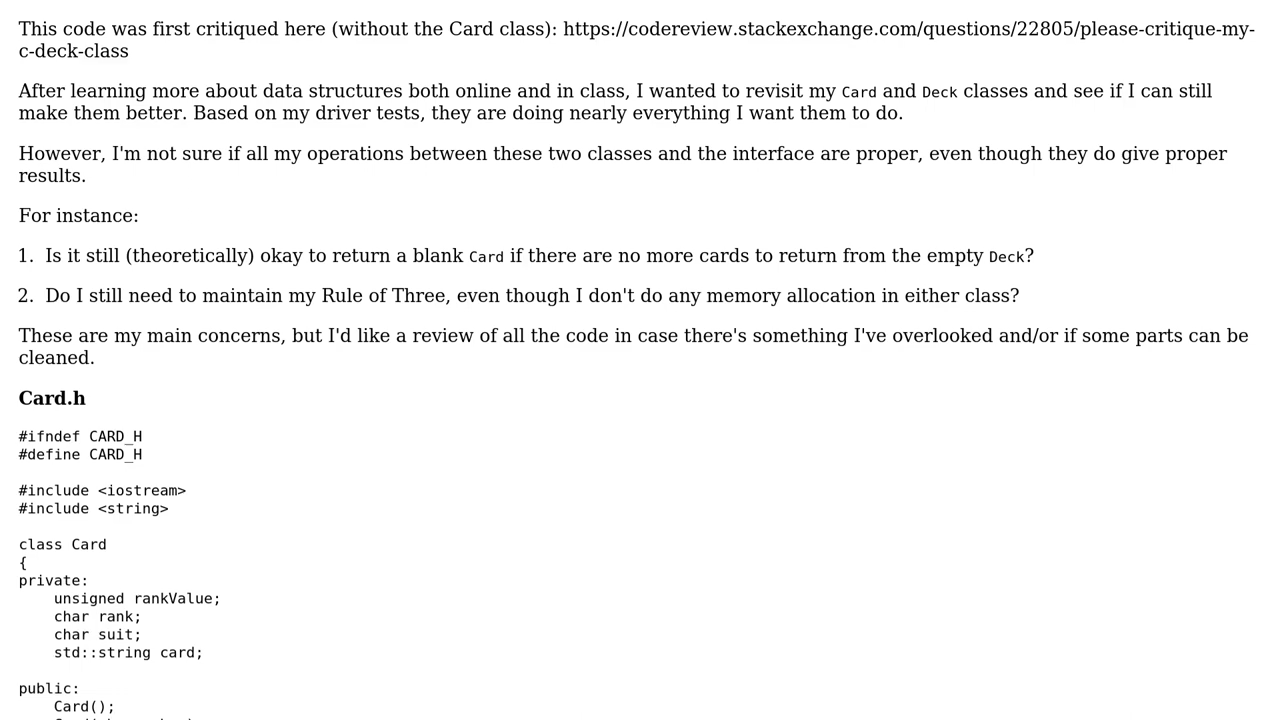 This code was first critiqued here (without the Card class): https://codereview.stackexchange.com/questions/22805/please-critique-my-
c-deck-class
After learning more about data structures both online and in class, I wanted to revisit my Card and Deck classes and see if I can still
make them better. Based on my driver tests, they are doing nearly everything I want them to do.
However, I'm not sure if all my operations between these two classes and the interface are proper, even though they do give proper
results.
For instance:
1. Is it still (theoretically) okay to return a blank Card if there are no more cards to return from the empty Deck?
2. Do I still need to maintain my Rule of Three, even though I don't do any memory allocation in either class?
These are my main concerns, but I'd like a review of all the code in case there's something I've overlooked and/or if some parts can be
cleaned.
Card.h
#ifndef CARD_H
#define CARD_H
#include <iostream>
#include <string>
class Card
{
private:
    unsigned rankValue;
    char rank;
    char suit;
    std::string card;
public:
    Card();